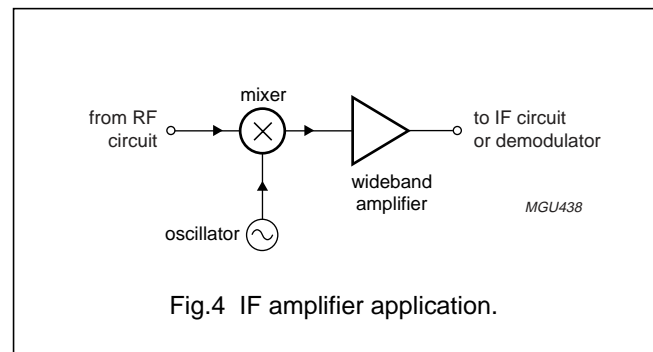 mixer
from RF
circuit
to IF circuit
or demodulator
wideband
amplifier
oscillator
MGU438
Fig.4 IF amplifier application.